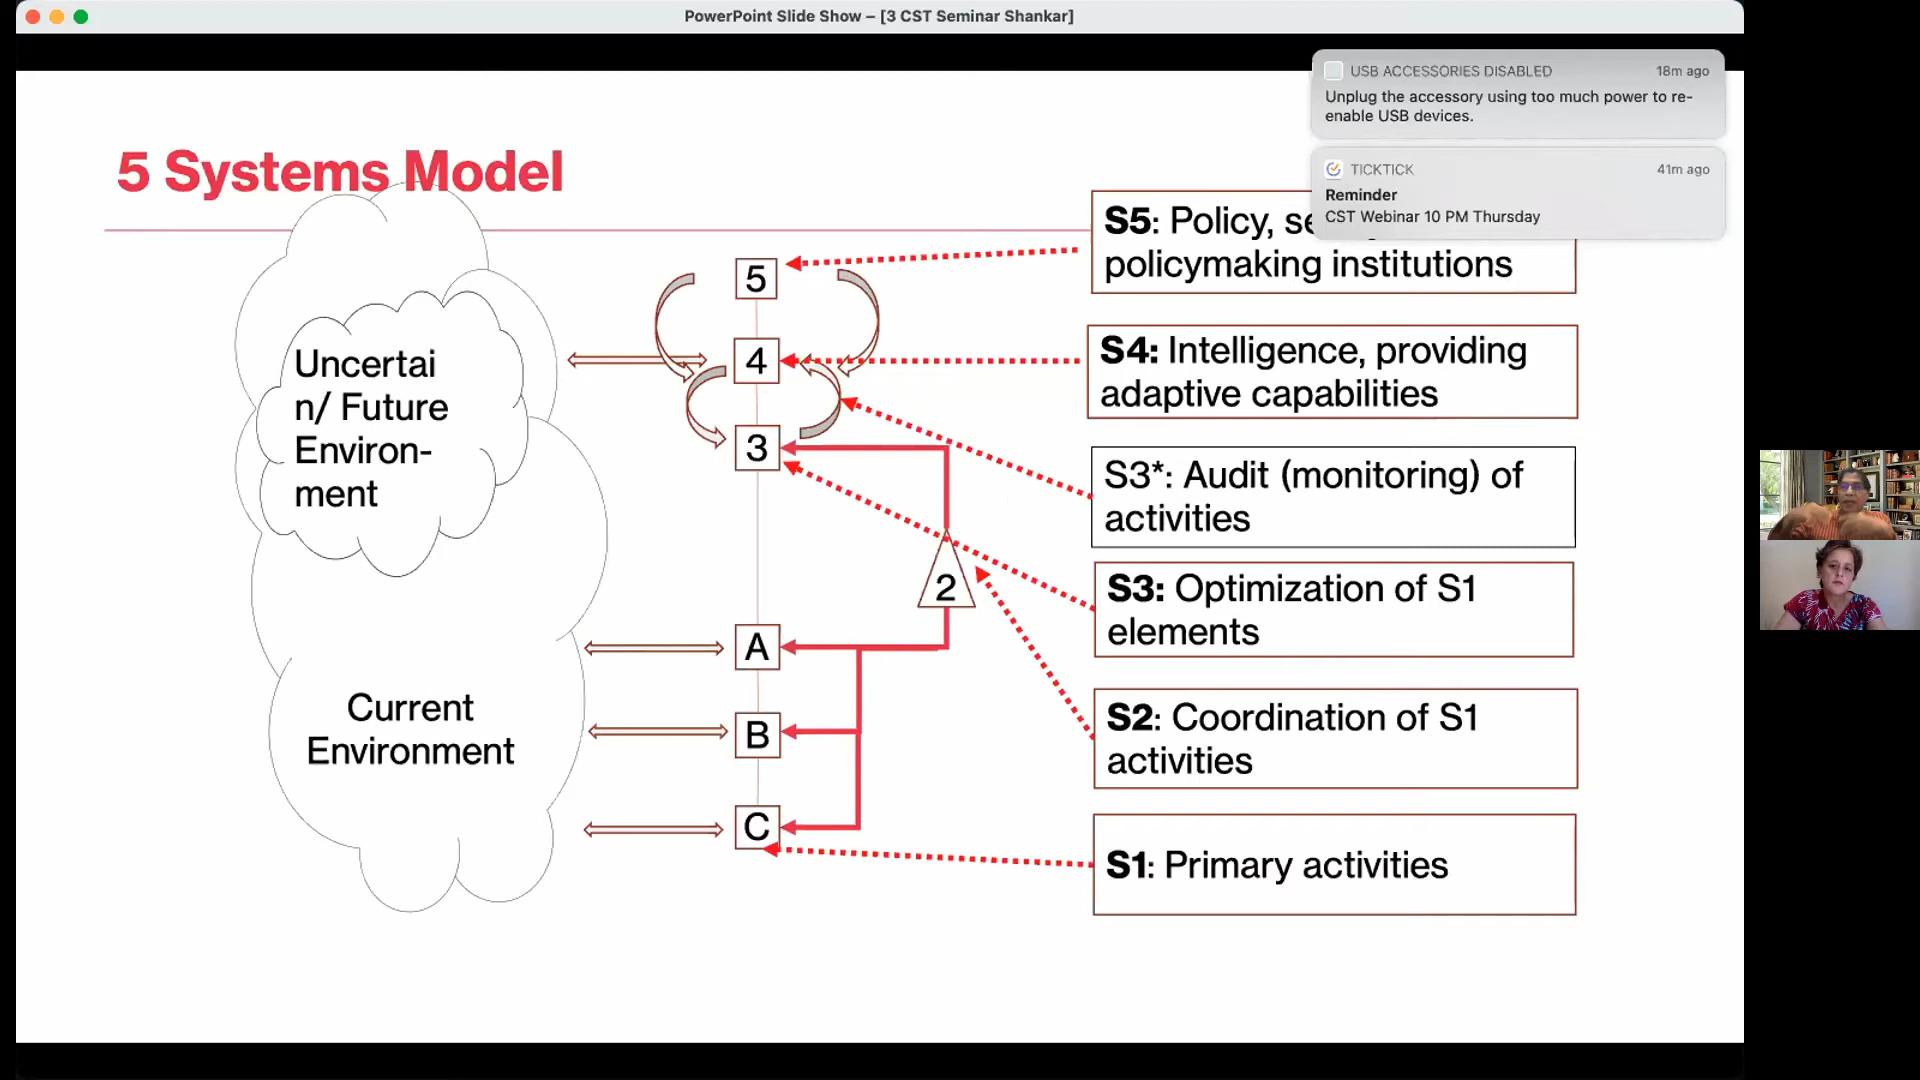 PowerPoint Slide Show – [3 CST Seminar Shankar]
USB ACCESSORIES DISABLED 18m ago
Unplug the accessory using too much power to re-
enable USB devices.
TICKTICK 41m ago
Reminder
CST Webinar 10 PM Thursday
5 Systems Model
S5: Policy,
policymaking institutions
5
S4: Intelligence, providing
adaptive capabilities
4
Uncertai
n/ Future
Environ-
ment
3
S3*: Audit (monitoring) of
activities
S3: Optimization of S1
elements
2
A
S2: Coordination of S1
activities
B
Current
Environment
C
S1: Primary activities